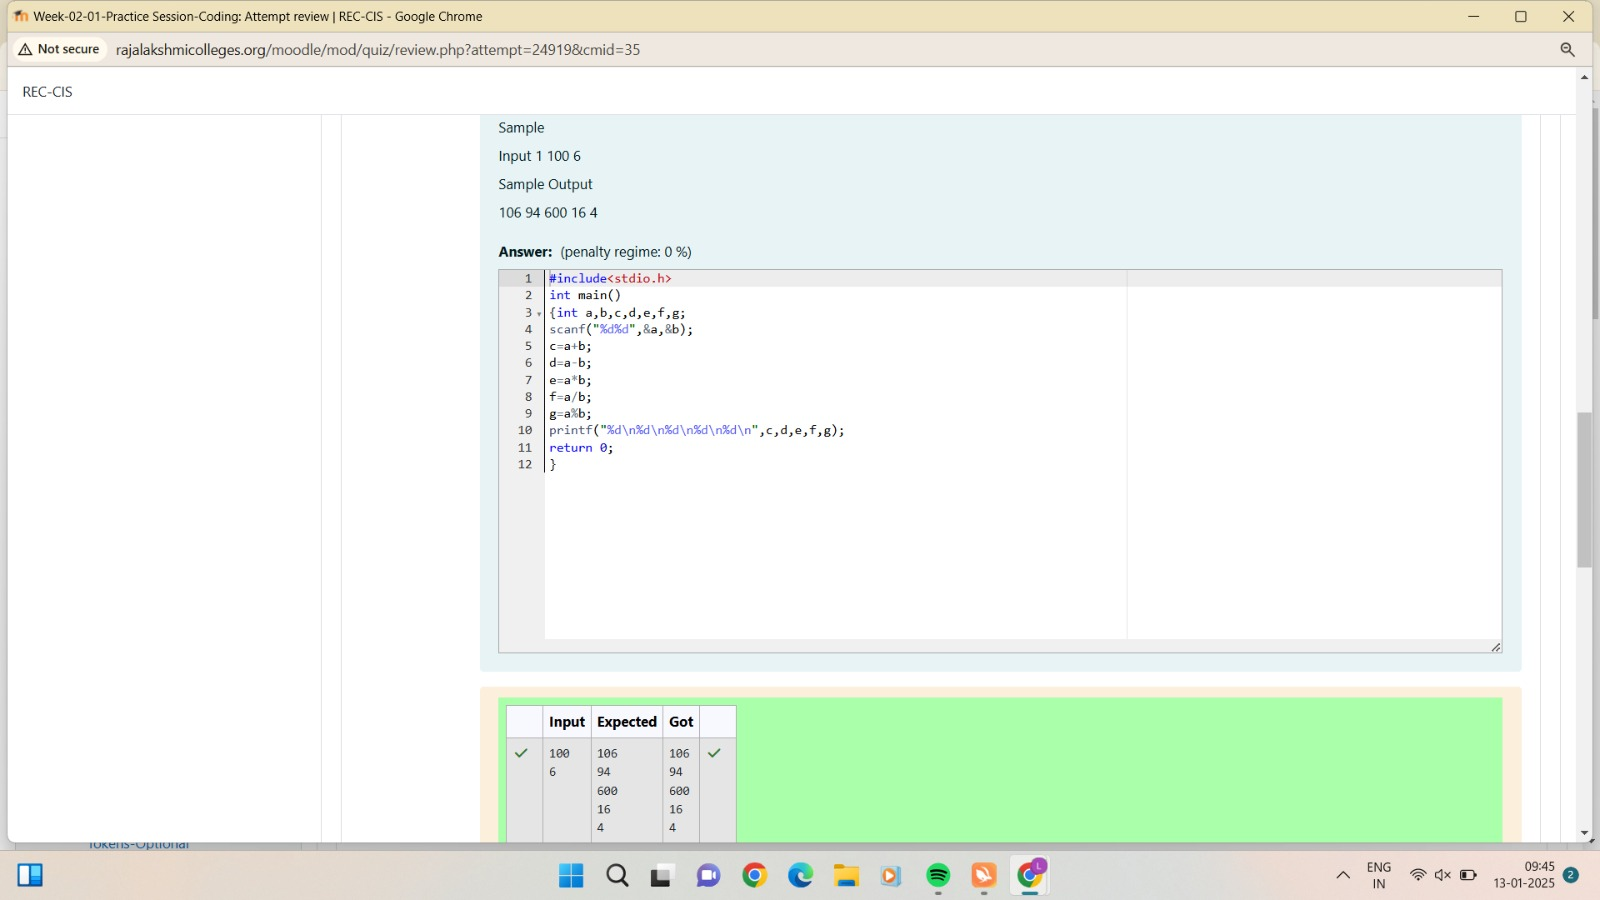 Week-02-01-Practice Session-Coding: Attempt review | REC-CIS - Google Chrome
Not secure rajalakshmicolleges.org/moodle/mod/quiz/review.php?attempt=24919&cmid=35
REC-CIS
Sample
Input 1 100 6
Sample Output
106 94 600 16 4
Answer: (penalty regime: 0 %)
1 #include<stdio.h>
2 int main()
3 {int a,b,c,d,e,f,g;
4 scanf("%d%d",&a,&b);
5 c=a+b;
6 d=a-b;
7 e=a*b;
8 f=a/b;
9 g=a%b;
10 printf("%d\n%d\n%d\n%d\n%d\n",c,d,e,f,g);
11 return 0;
12 }
Input Expected Got
100 106 106
6 94 94
600 600
16 16
4 4
Tokens-Optional
L
ENG
IN
09:45
13-01-2025
2